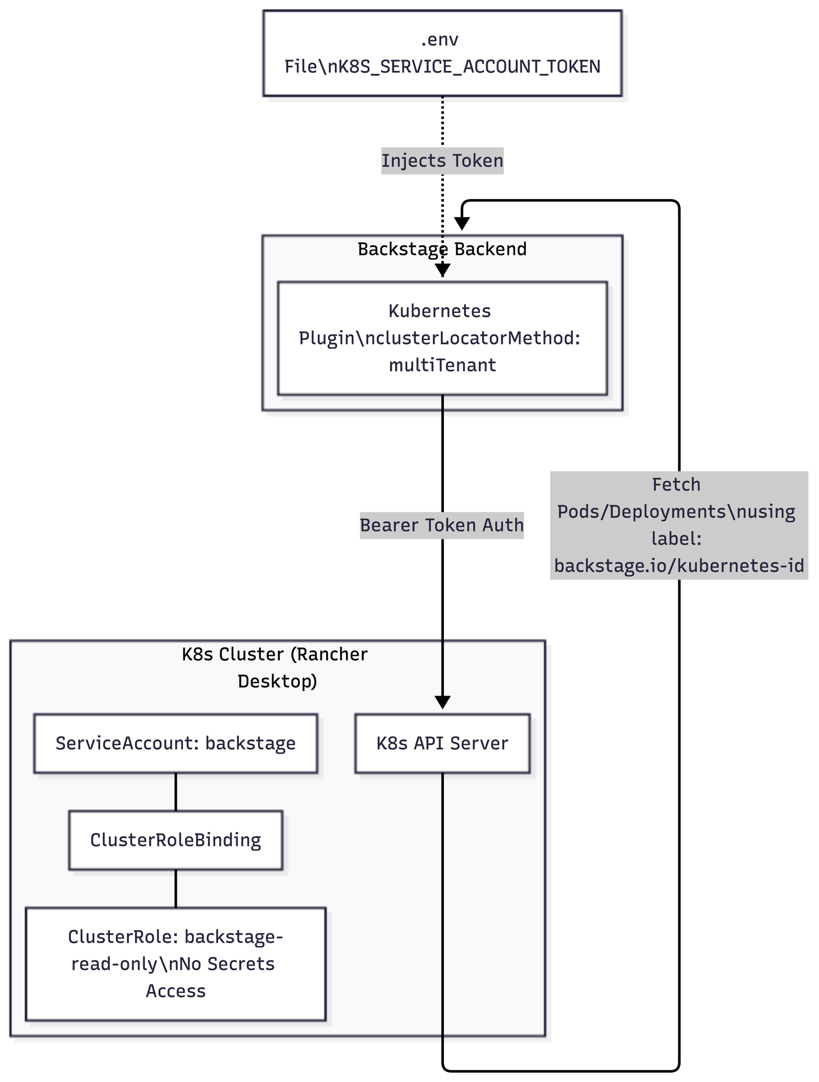 .env
File\nK8S_SERVICE_ACCOUNT_TOKEN
Injects Token
Backstage Backend
Kubernetes
Plugin\nclusterLocatorMethod:
multiTenant
Fetch
Pods/Deployments\nusing
label:
backstage.io/kubernetes-id
Bearer Token Auth
K8s Cluster (Rancher
Desktop)
ServiceAccount: backstage
K8s API Server
ClusterRoleBinding
ClusterRole: backstage-
read-only\nNo Secrets
Access